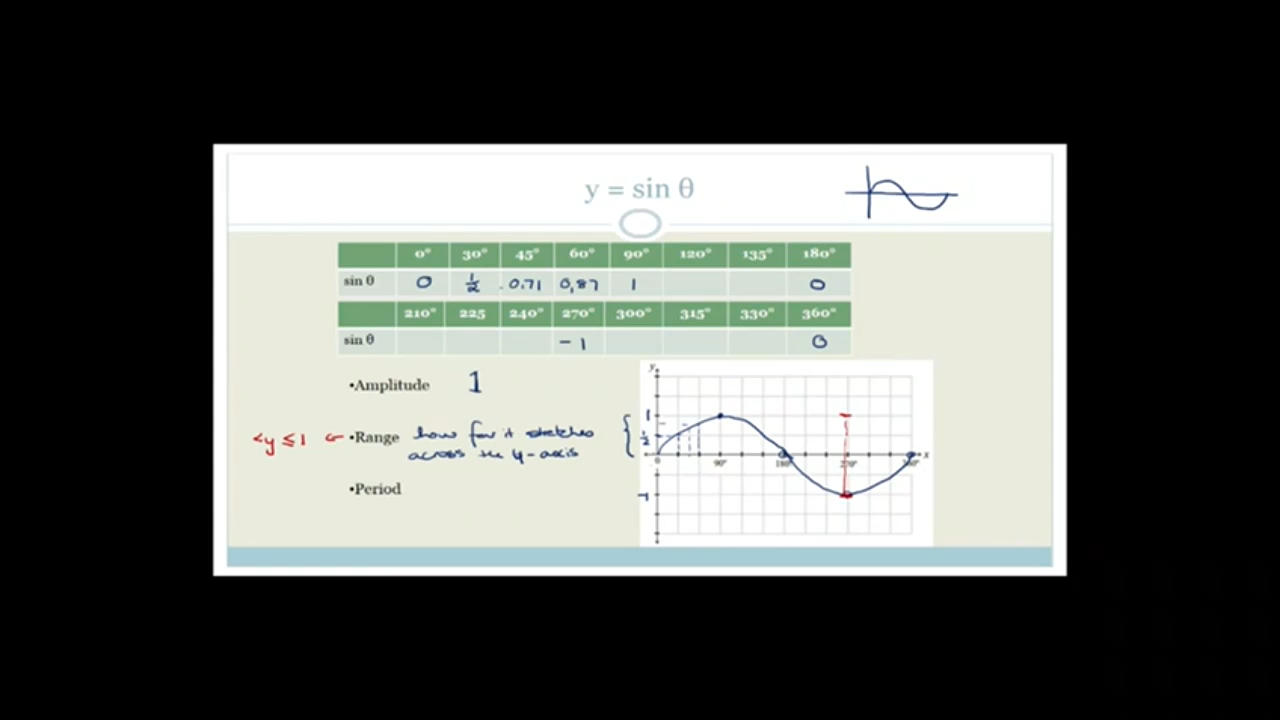 y = sin θ
0° 30° 45° 60° 90° 120° 135° 180°
sin θ 0 1/2 0.71 0,87 1 0
210° 225 240° 270° 300° 315° 330° 360°
sin θ -1 0
•Amplitude 1
<y ≤ 1 •Range how far it stretches
across the y-axis
•Period
y
1
1/2
0 90° 180° 270° 360° x
-1